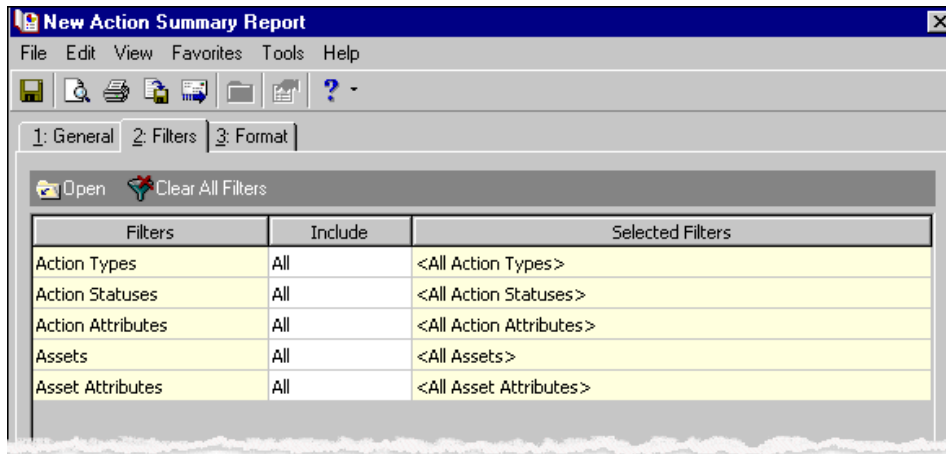 New Action Summary Report
File Edit View Favorites Tools Help
?
1: General 2: Filters 3: Format
Open Clear All Filters
Filters Include Selected Filters
Action Types All <All Action Types>
Action Statuses All <All Action Statuses>
Action Attributes All <All Action Attributes>
Assets All <All Assets>
Asset Attributes All <All Asset Attributes>